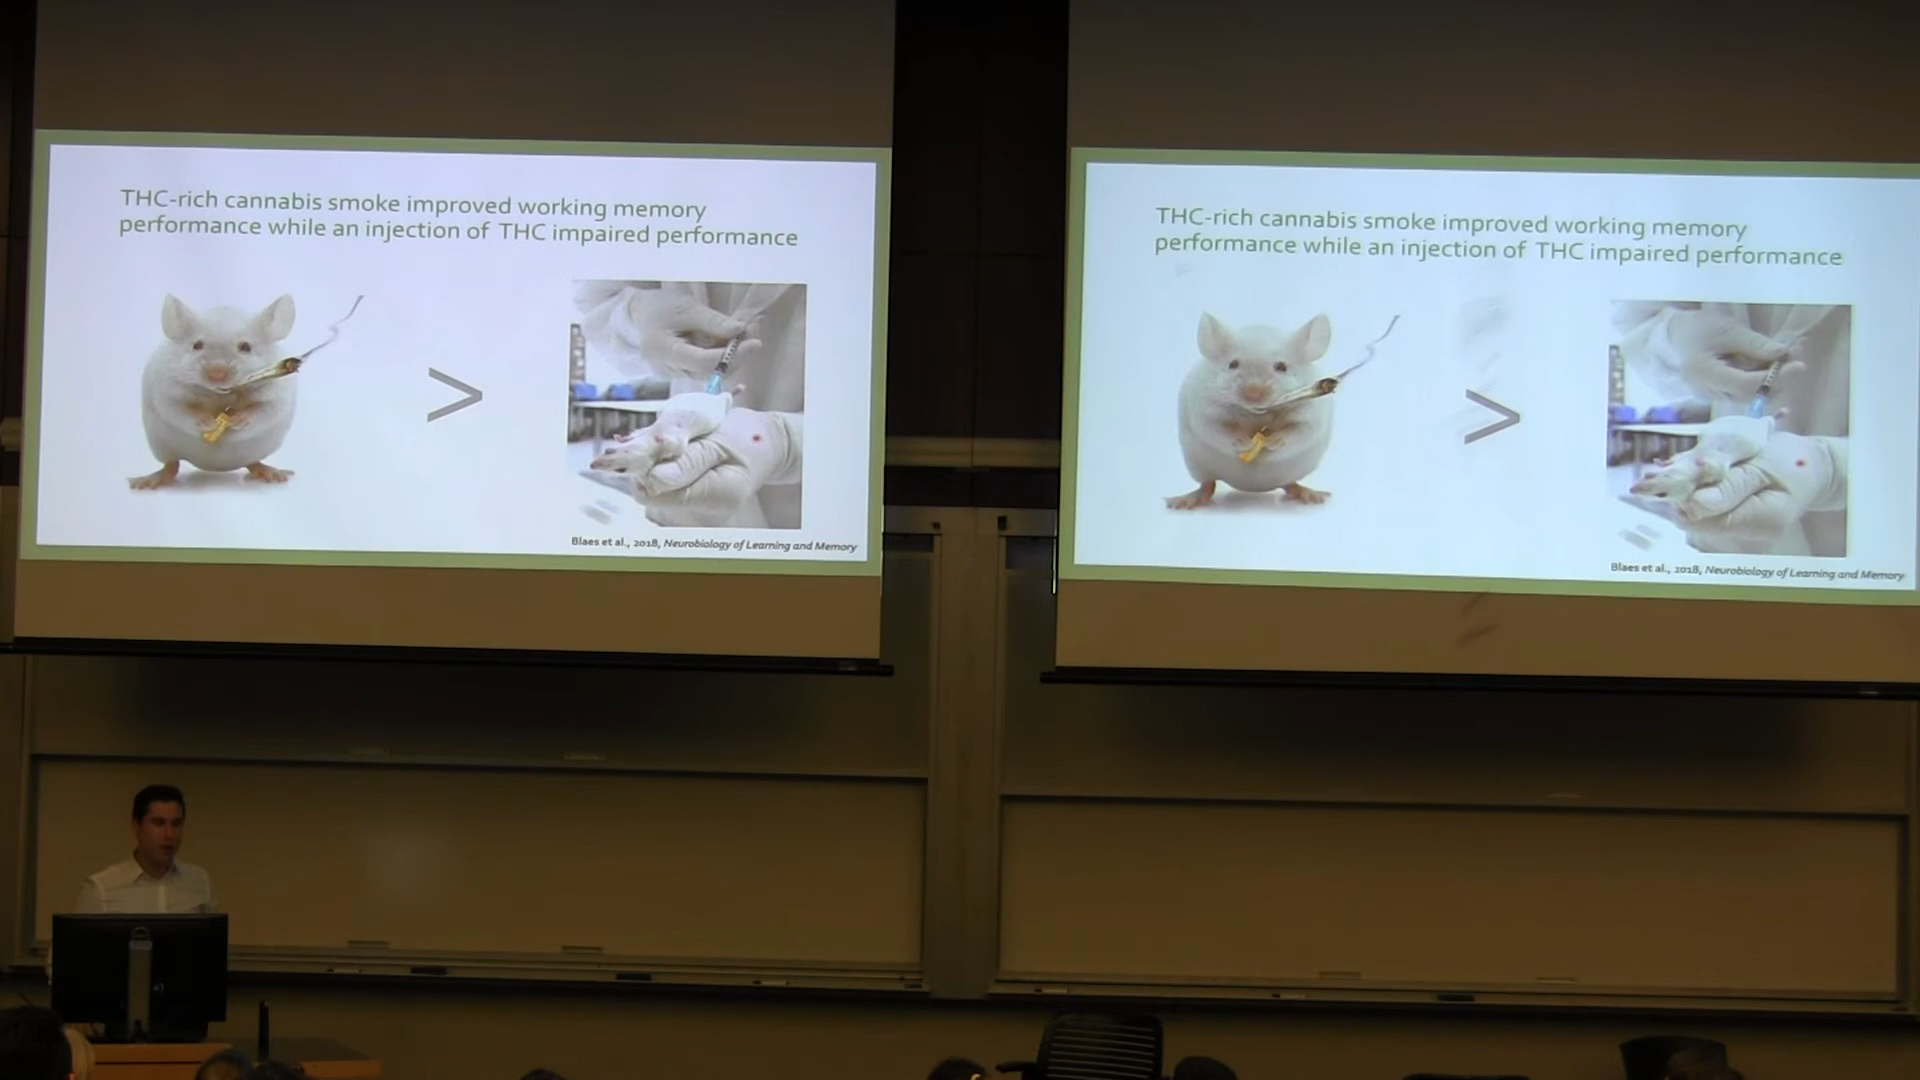 THC-rich cannabis smoke improved working memory
performance while an injection of THC impaired performance
>
Blaes et al., 2018, Neurobiology of Learning and Memory
THC-rich cannabis smoke improved working memory
performance while an injection of THC impaired performance
>
Blaes et al., 2018, Neurobiology of Learning and Memory